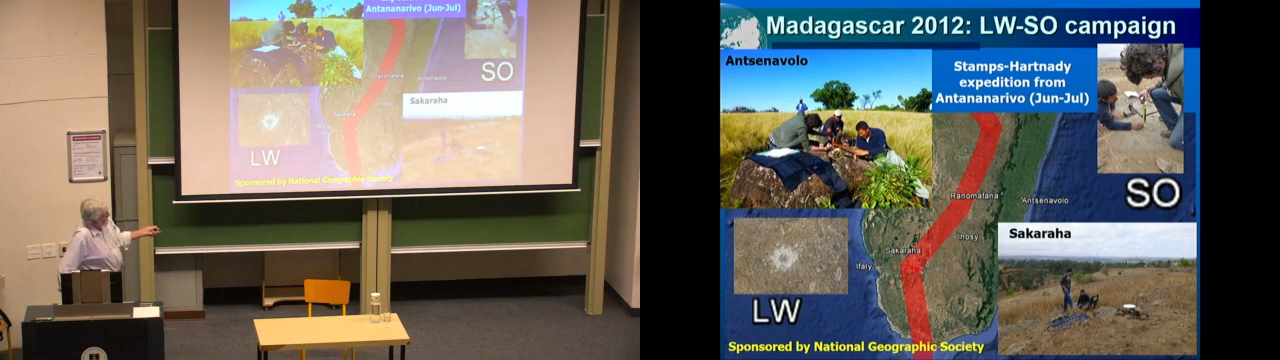 Antananarivo (Jun-Jul)
SO
Sakaraha
LW
Sponsored by National Geographic Society
Madagascar 2012: LW-SO campaign
Antsenavolo
Stamps-Hartnady
expedition from
Antananarivo (Jun-Jul)
SO
Ranomafana
Antsenavolo
Ihosy
Sakaraha
Ifaty
Sakaraha
LW
Sponsored by National Geographic Society